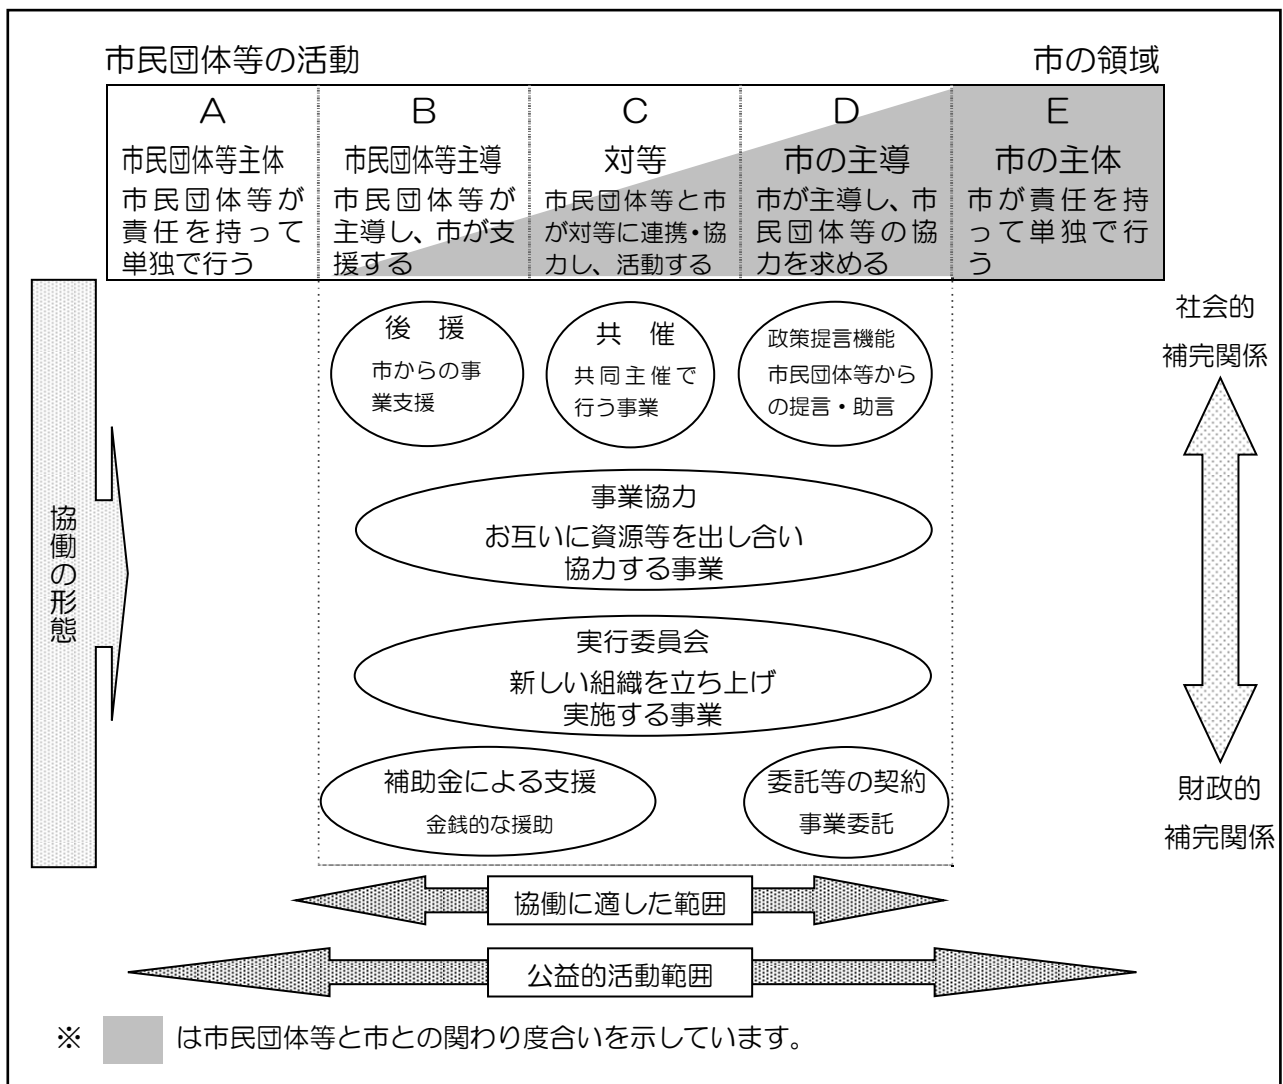 市民団体等の活動
市の領域
A
市民団体等主体
市民団体等が
責任を持って
単独で行う
B
市民団体等主導
市民団体等が
主導し、市が支
援する
C
対等
市民団体等と市
が対等に連携・協
力し、活動する
D
市の主導
市が主導し、市
民団体等の協
力を求める
E
市の主体
市が責任を持
って単独で行
う
協働の形態
後 援
市からの事
業支援
共 催
共同主催で
行う事業
政策提言機能
市民団体等から
の提言・助言
社会的
補完関係
事業協力
お互いに資源等を出し合い
協力する事業
実行委員会
新しい組織を立ち上げ
実施する事業
補助金による支援
金銭的な援助
委託等の契約
事業委託
財政的
補完関係
協働に適した範囲
公益的活動範囲
※ は市民団体等と市との関わり度合いを示しています。